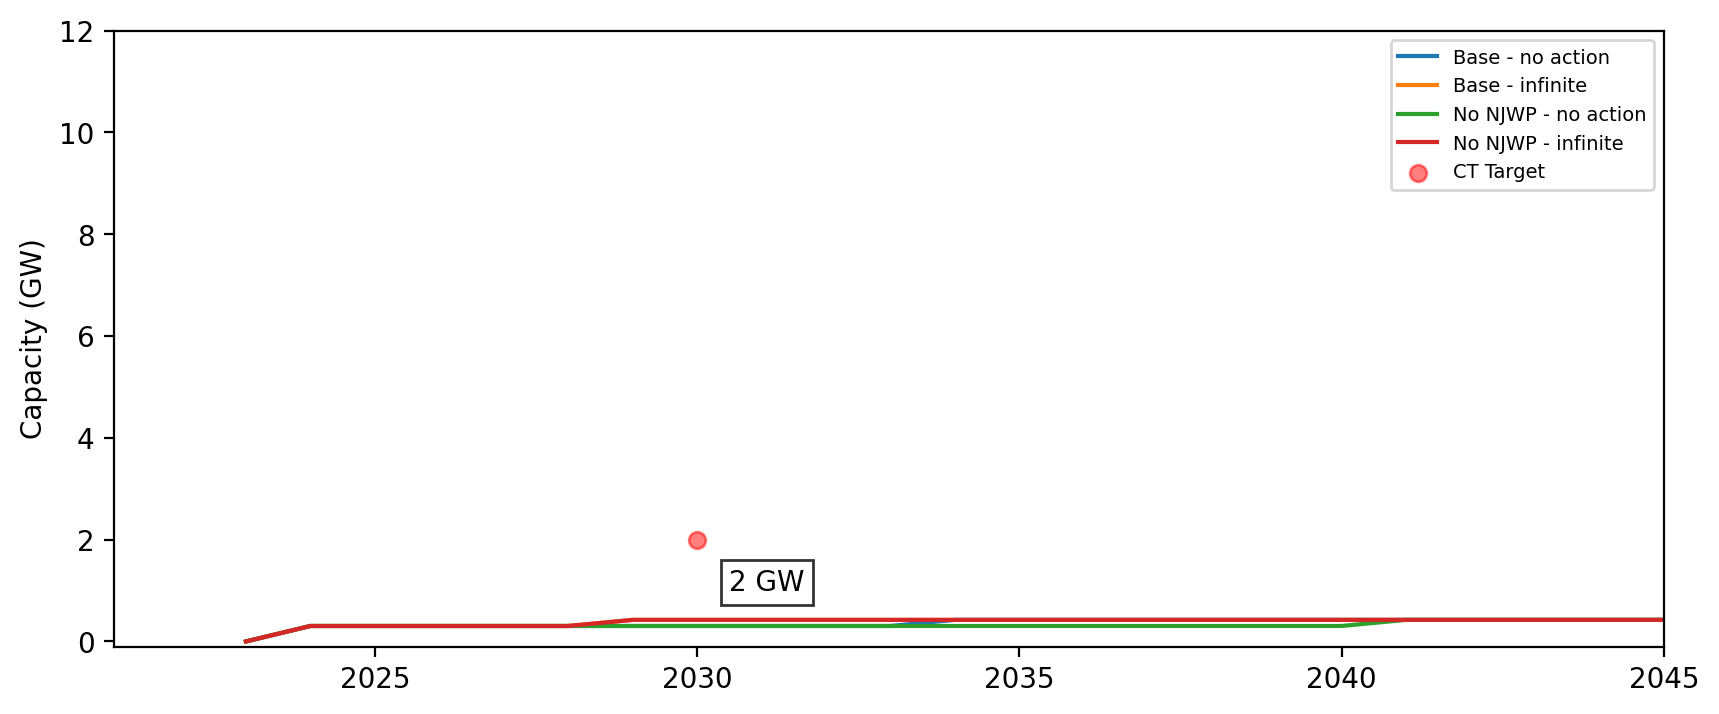 12
10
8
6
4
2
0
Capacity (GW)
Base - no action
Base - infinite
No NJWP - no action
No NJWP - infinite
CT Target
2 GW
2025
2030
2035
2040
2045